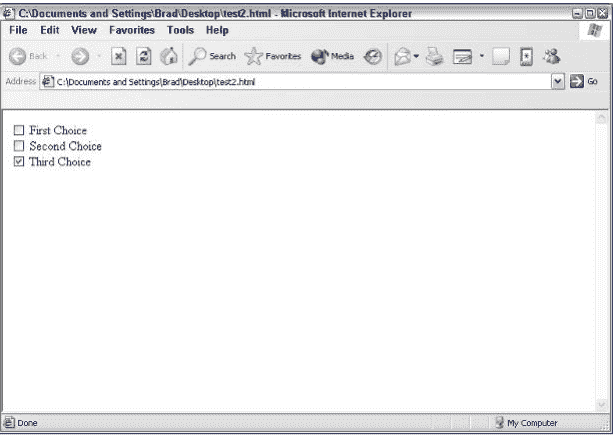 C:\Documents and Settings\Brad\Desktop\test2.html - Microsoft Internet Explorer
File Edit View Favorites Tools Help
Back Search Favorites Media
Address C:\Documents and Settings\Brad\Desktop\test2.html Go
First Choice
Second Choice
Third Choice
Done My Computer